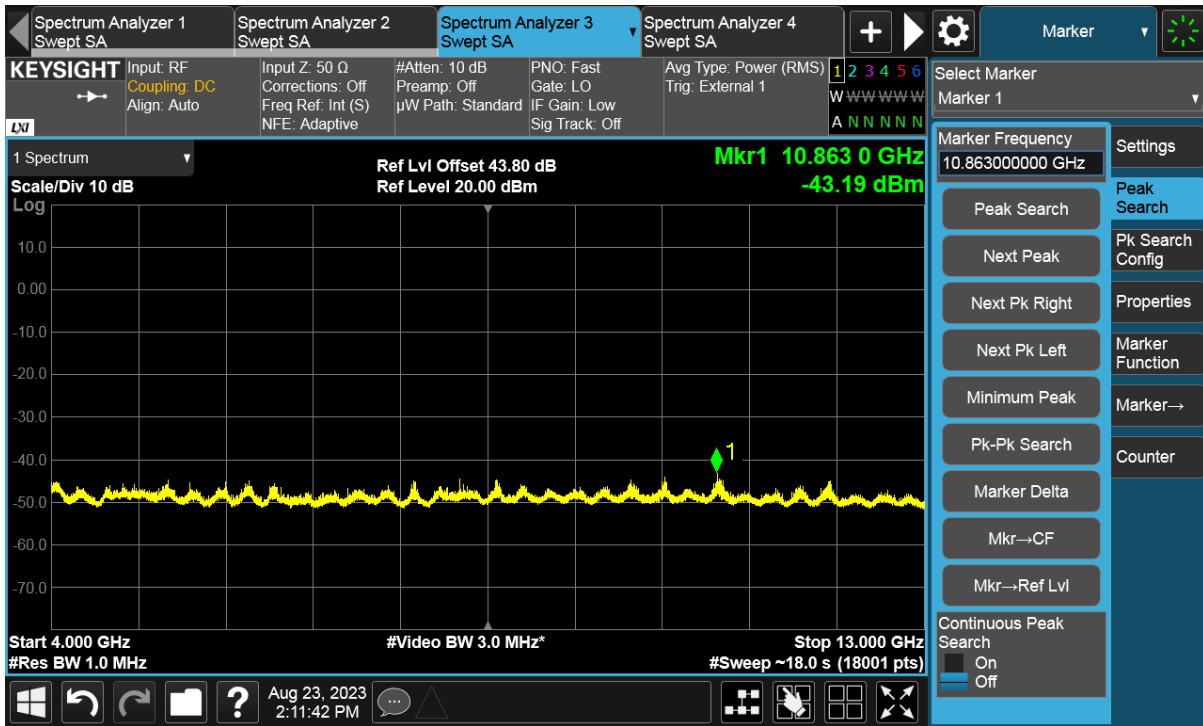 Spectrum Analyzer 1
Swept SA
Spectrum Analyzer 2
Swept SA
Spectrum Analyzer 3
Swept SA
Spectrum Analyzer 4
Swept SA
Marker
KEYSIGHT
LXI
Input: RF
Coupling: DC
Align: Auto
Input Z: 50 Ω
Corrections: Off
Freq Ref: Int (S)
NFE: Adaptive
#Atten: 10 dB
Preamp: Off
µW Path: Standard
PNO: Fast
Gate: LO
IF Gain: Low
Sig Track: Off
Avg Type: Power (RMS)
Trig: External 1
1 2 3 4 5 6
W W W W W W
A N N N N N
Select Marker
Marker 1
1 Spectrum
Scale/Div 10 dB
Log
Ref Lvl Offset 43.80 dB
Ref Level 20.00 dBm
Mkr1 10.863 0 GHz
-43.19 dBm
10.0
0.00
-10.0
-20.0
-30.0
-40.0
-50.0
-60.0
-70.0
1
Start 4.000 GHz
#Res BW 1.0 MHz
#Video BW 3.0 MHz*
Stop 13.000 GHz
#Sweep ~18.0 s (18001 pts)
Marker Frequency
10.863000000 GHz
Peak Search
Next Peak
Next Pk Right
Next Pk Left
Minimum Peak
Pk-Pk Search
Marker Delta
Mkr→CF
Mkr→Ref Lvl
Continuous Peak
Search
On
Off
Settings
Peak
Search
Pk Search
Config
Properties
Marker
Function
Marker→
Counter
?
Aug 23, 2023
2:11:42 PM